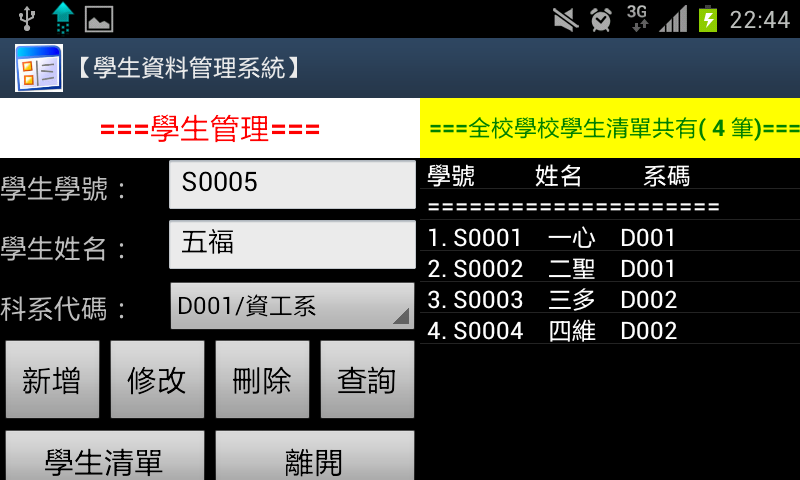 3G 22:44
【學生資料管理系統】
===學生管理===
學生學號： S0005
學生姓名： 五福
科系代碼： D001/資工系
新增 修改 刪除 查詢
學生清單 離開
===全校學校學生清單共有( 4 筆)===
學號 姓名 系碼
=====================
1. S0001 一心 D001
2. S0002 二聖 D001
3. S0003 三多 D002
4. S0004 四維 D002